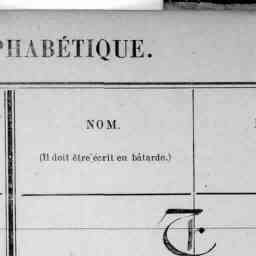 PHABÉTIQUE.
NOM.
(Il doit être écrit en bâtarde.)
T